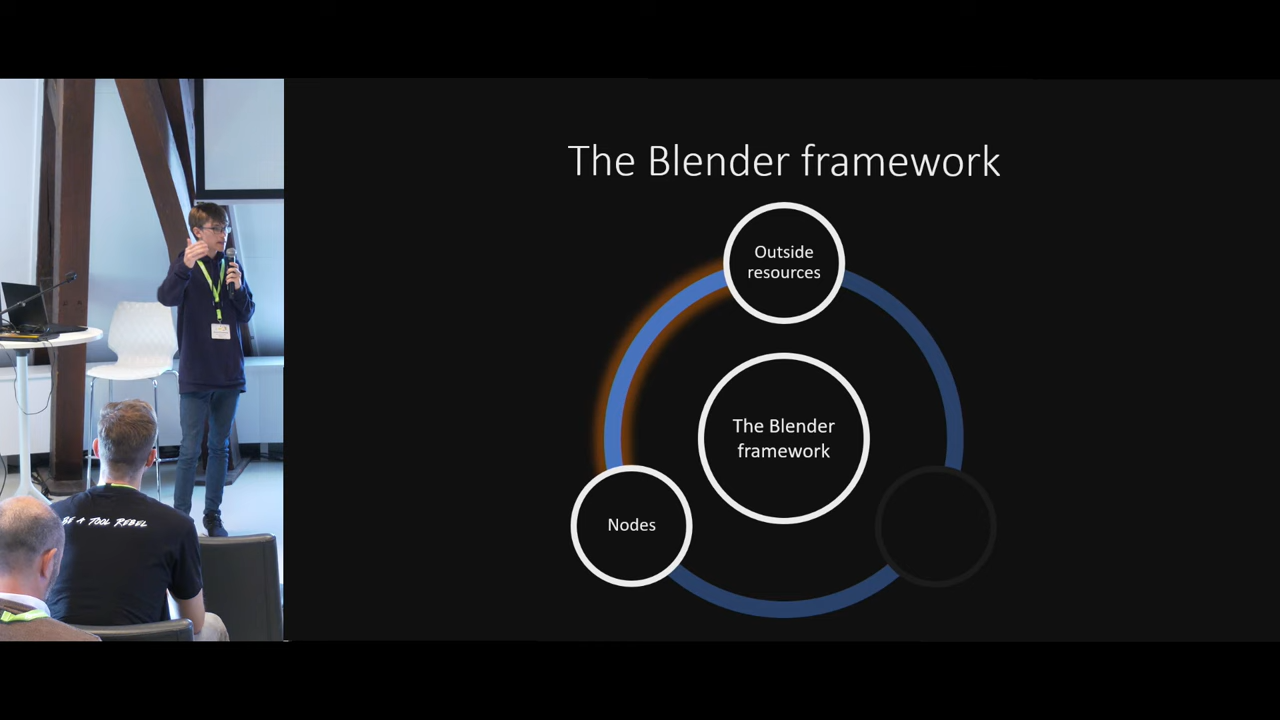 The Blender framework
Outside
resources
The Blender
framework
Nodes
BE A TOOL REBEL